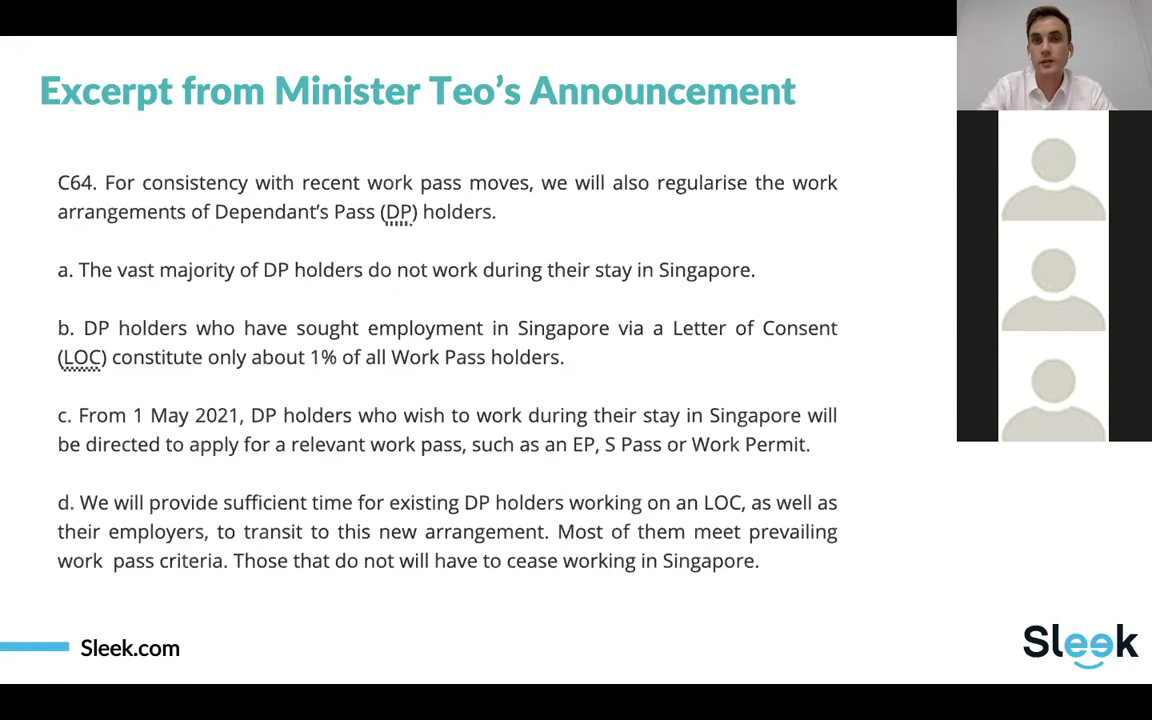 Excerpt from Minister Teo's Announcement
C64. For consistency with recent work pass moves, we will also regularise the work
arrangements of Dependant's Pass (DP) holders.
a. The vast majority of DP holders do not work during their stay in Singapore.
b. DP holders who have sought employment in Singapore via a Letter of Consent
(LOC) constitute only about 1% of all Work Pass holders.
c. From 1 May 2021, DP holders who wish to work during their stay in Singapore will
be directed to apply for a relevant work pass, such as an EP, S Pass or Work Permit.
d. We will provide sufficient time for existing DP holders working on an LOC, as well as
their employers, to transit to this new arrangement. Most of them meet prevailing
work pass criteria. Those that do not will have to cease working in Singapore.
Sleek.com
Sleek